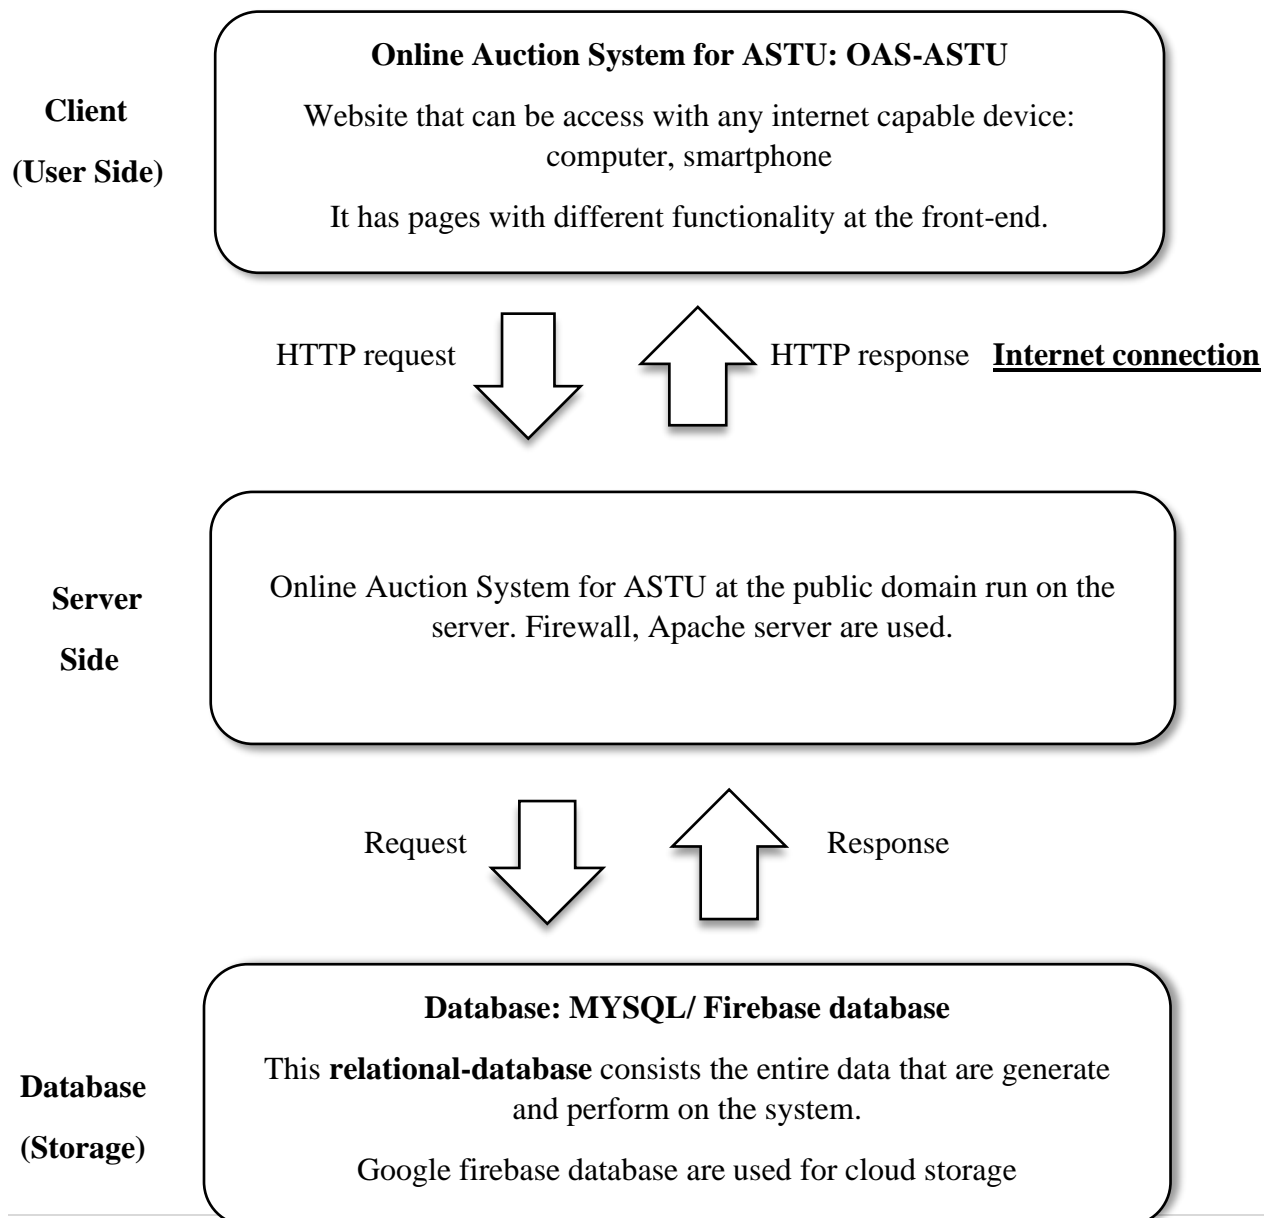 Online Auction System for ASTU: OAS-ASTU
Client
(User Side)
Website that can be access with any internet capable device:
computer, smartphone
It has pages with different functionality at the front-end.
HTTP request
HTTP response
Internet connection
Server
Side
Online Auction System for ASTU at the public domain run on the
server. Firewall, Apache server are used.
Request
Response
Database: MYSQL/ Firebase database
Database
(Storage)
This relational-database consists the entire data that are generate
and perform on the system.
Google firebase database are used for cloud storage